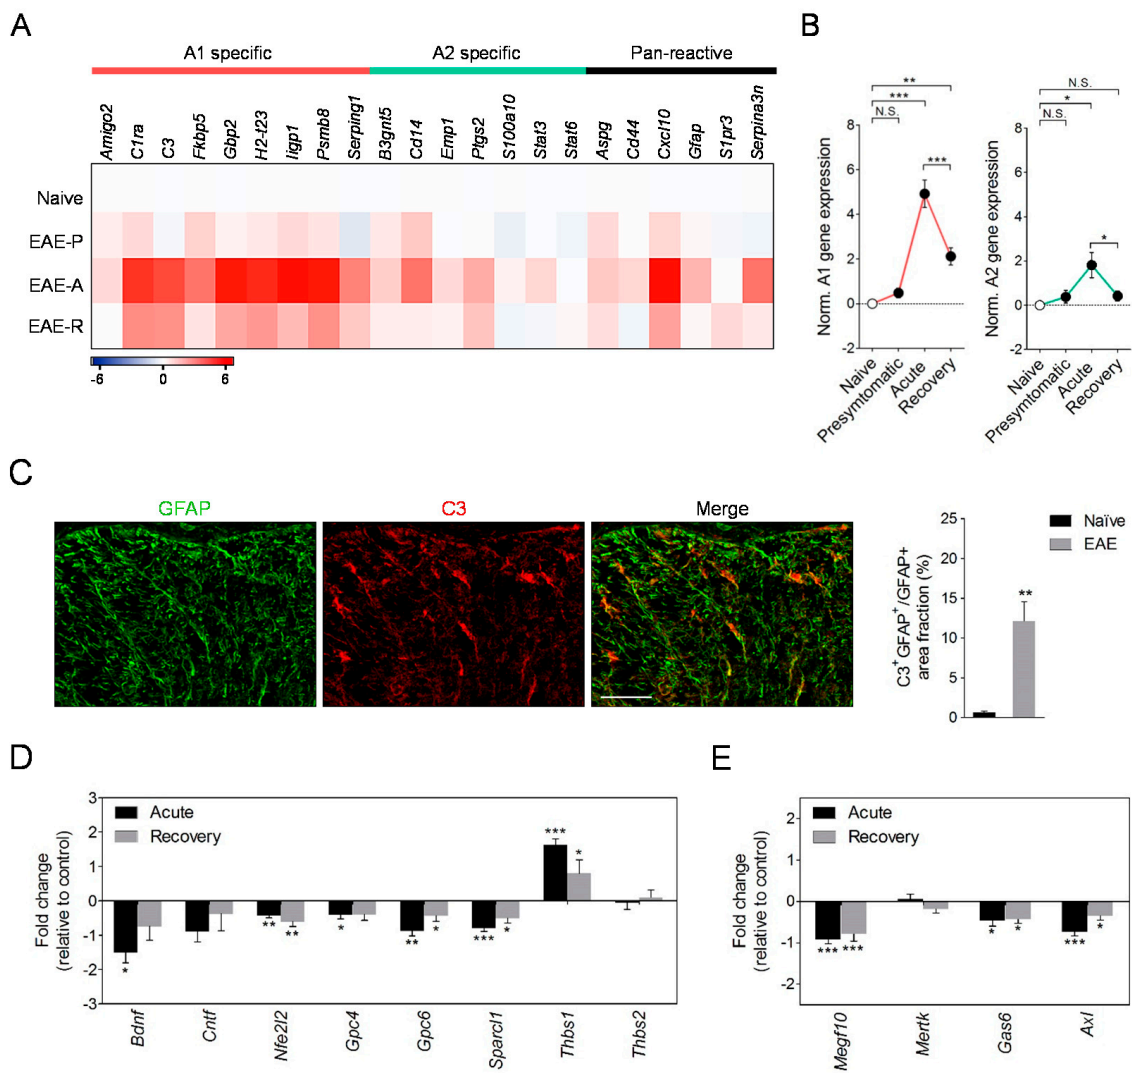 A
A1 specific
A2 specific
Pan-reactive
Amigo2
C1ra
C3
Fkbp5
Gbp2
H2-t23
Iigp1
Psmb8
Serping1
B3gnt5
Cd14
Emp1
Ptgs2
S100a10
Stat3
Stat6
Aspg
Cd44
Cxcl10
Gfap
S1pr3
Serpina3n
Naive
EAE-P
EAE-A
EAE-R
-6 0 6
B
**
***
N.S.
***
Norm. A1 gene expression
8
6
4
2
0
-2
Naive
Presymtomatic
Acute
Recovery
N.S.
*
N.S.
*
Norm. A2 gene expression
8
6
4
2
0
-2
Naive
Presymtomatic
Acute
Recovery
C
GFAP
C3
Merge
C3+GFAP+/GFAP+
area fraction (%)
25
20
15
10
5
0
Naïve
EAE
**
D
Fold change
(relative to control)
3
2
1
0
-1
-2
-3
Acute
Recovery
*
** **
*
** *
*** *
*** *
Bdnf
Cntf
Nfe2l2
Gpc4
Gpc6
Sparcl1
Thbs1
Thbs2
E
Fold change
(relative to control)
2
1
0
-1
-2
Acute
Recovery
*** ***
* *
*** *
Megf10
Mertk
Gas6
Axl